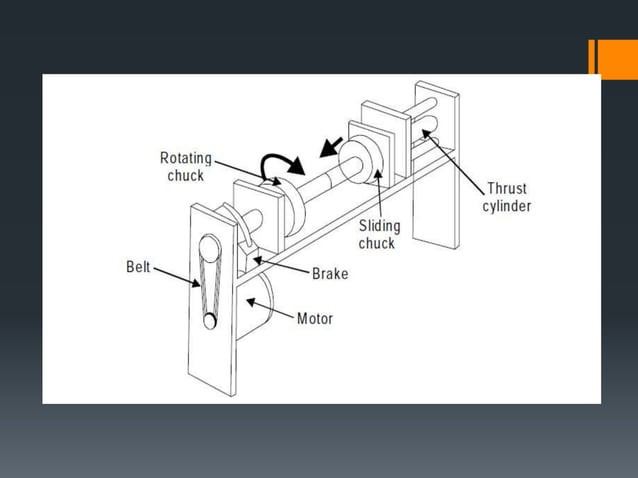 Rotating
chuck
Thrust
cylinder
Sliding
chuck
Belt
Brake
Motor